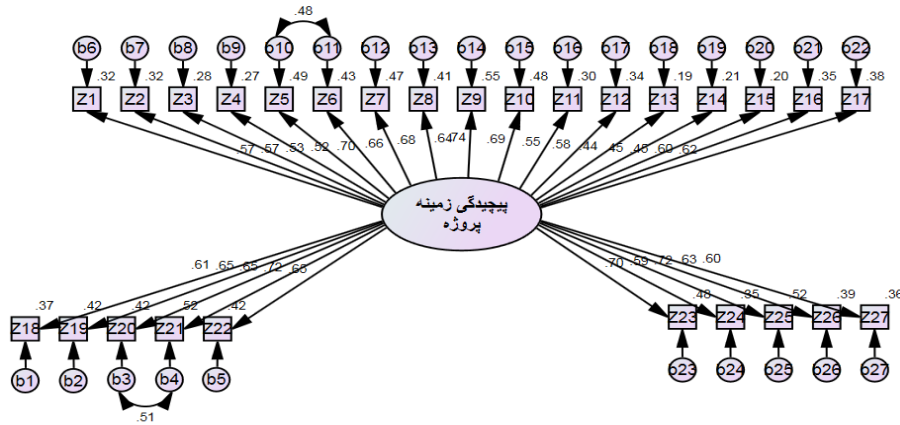 .48
b6 b7 b8 b9 b10 b11 b12 b13 b14 b15 b16 b17 b18 b19 b20 b21 b22
.32 .32 .28 .27 .49 .43 .47 .41 .55 .48 .30 .34 .19 .21 .20 .35 .38
Z1 Z2 Z3 Z4 Z5 Z6 Z7 Z8 Z9 Z10 Z11 Z12 Z13 Z14 Z15 Z16 Z17
.57 .57 .53 .52 .70 .66 .68 .64 .74 .69 .55 .58 .44 .45 .45 .60 .62
پیچیدگی زمینه
پروژه
.61 .65 .65 .72 .65 .70 .59 .72 .63 .60
.37 .42 .42 .52 .42 .48 .35 .52 .39 .36
Z18 Z19 Z20 Z21 Z22 Z23 Z24 Z25 Z26 Z27
b1 b2 b3 b4 b5 b23 b24 b25 b26 b27
.51